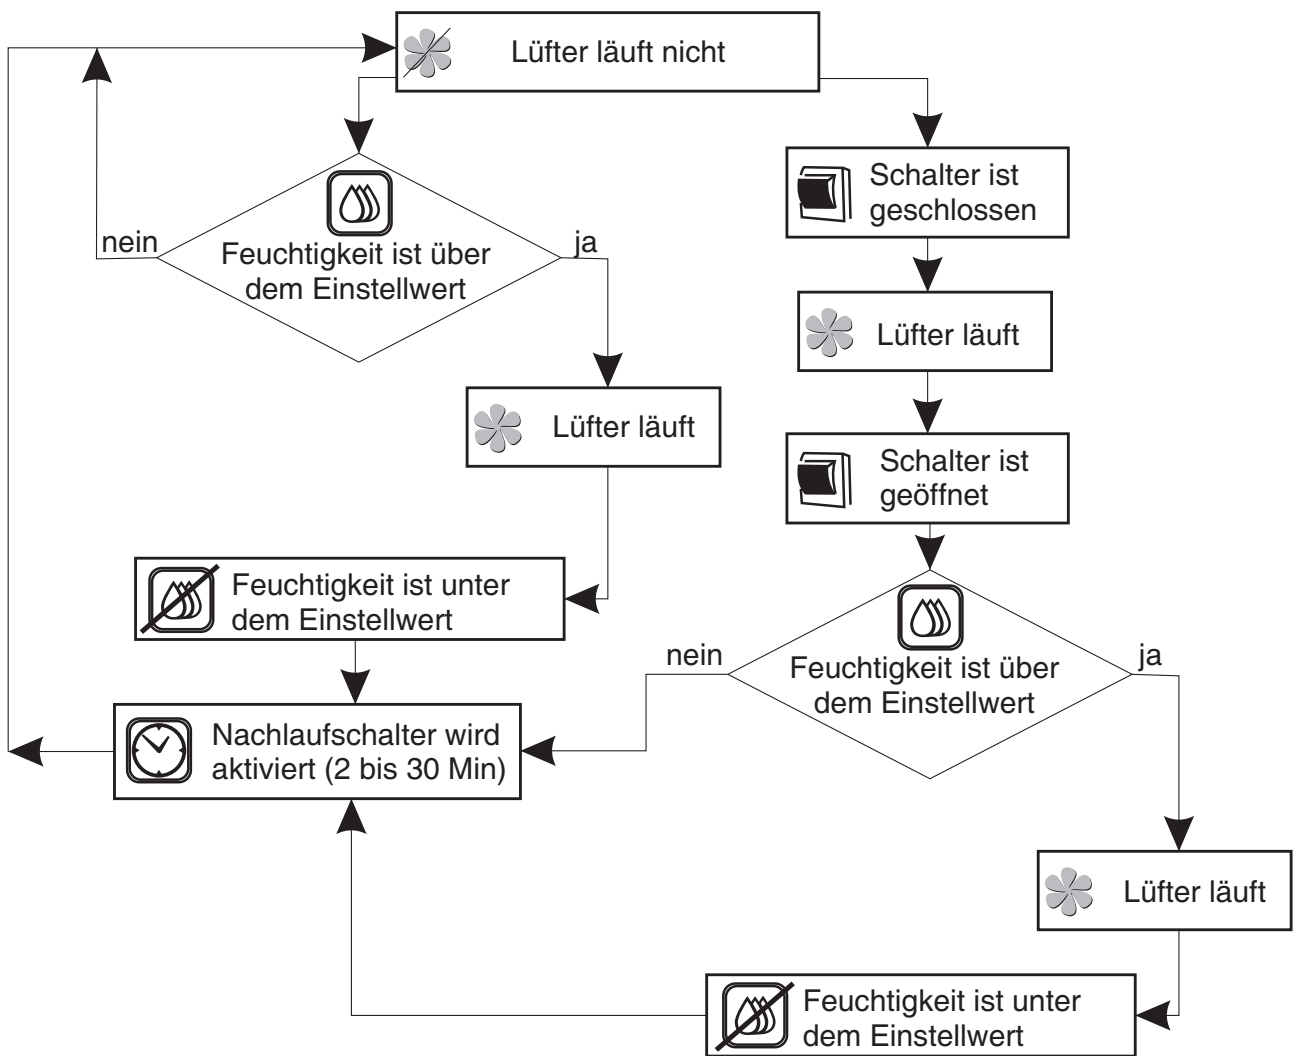 Lüfter läuft nicht
Schalter ist
geschlossen
nein
Feuchtigkeit ist über
dem Einstellwert
ja
Lüfter läuft
Lüfter läuft
Schalter ist
geöffnet
Feuchtigkeit ist unter
dem Einstellwert
nein
Feuchtigkeit ist über
dem Einstellwert
ja
Nachlaufschalter wird
aktiviert (2 bis 30 Min)
Lüfter läuft
Feuchtigkeit ist unter
dem Einstellwert